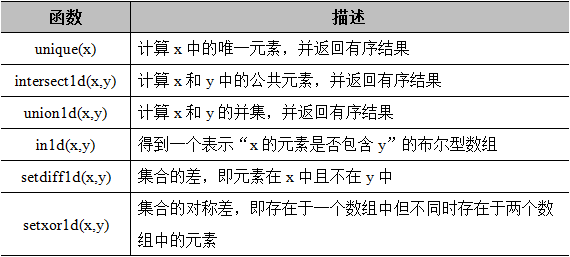 函数 描述
unique(x) 计算 x 中的唯一元素，并返回有序结果
intersect1d(x,y) 计算 x 和 y 中的公共元素，并返回有序结果
union1d(x,y) 计算 x 和 y 的并集，并返回有序结果
in1d(x,y) 得到一个表示“x 的元素是否包含 y”的布尔型数组
setdiff1d(x,y) 集合的差，即元素在 x 中且不在 y 中
setxor1d(x,y) 集合的对称差，即存在于一个数组中但不同时存在于两个数
组中的元素